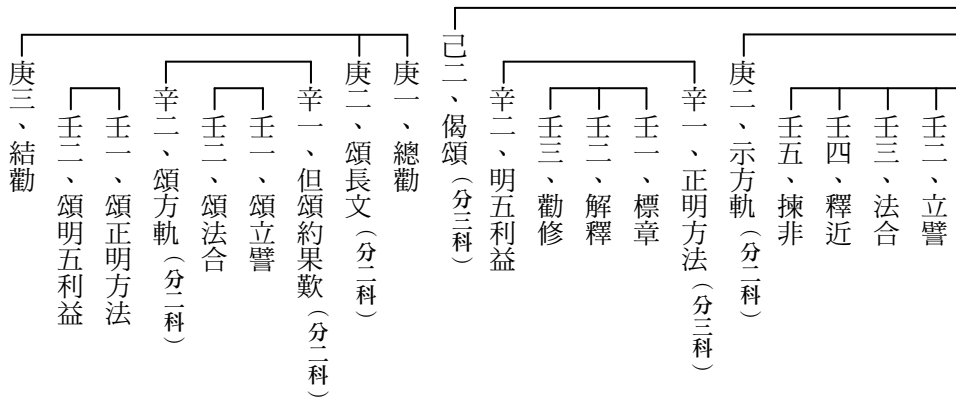 壬二、立譬
壬三、法合
壬四、釋近
壬五、揀非
庚二、示方軌（分二科）
辛一、正明方法（分三科）
壬一、標章
壬二、解釋
壬三、勸修
辛二、明五利益
己二、偈頌（分三科）
庚一、總勸
庚二、頌長文（分二科）
辛一、但頌約果歎（分二科）
壬一、頌立譬
壬二、頌法合
辛二、頌方軌（分二科）
壬一、頌正明方法
壬二、頌明五利益
庚三、結勸